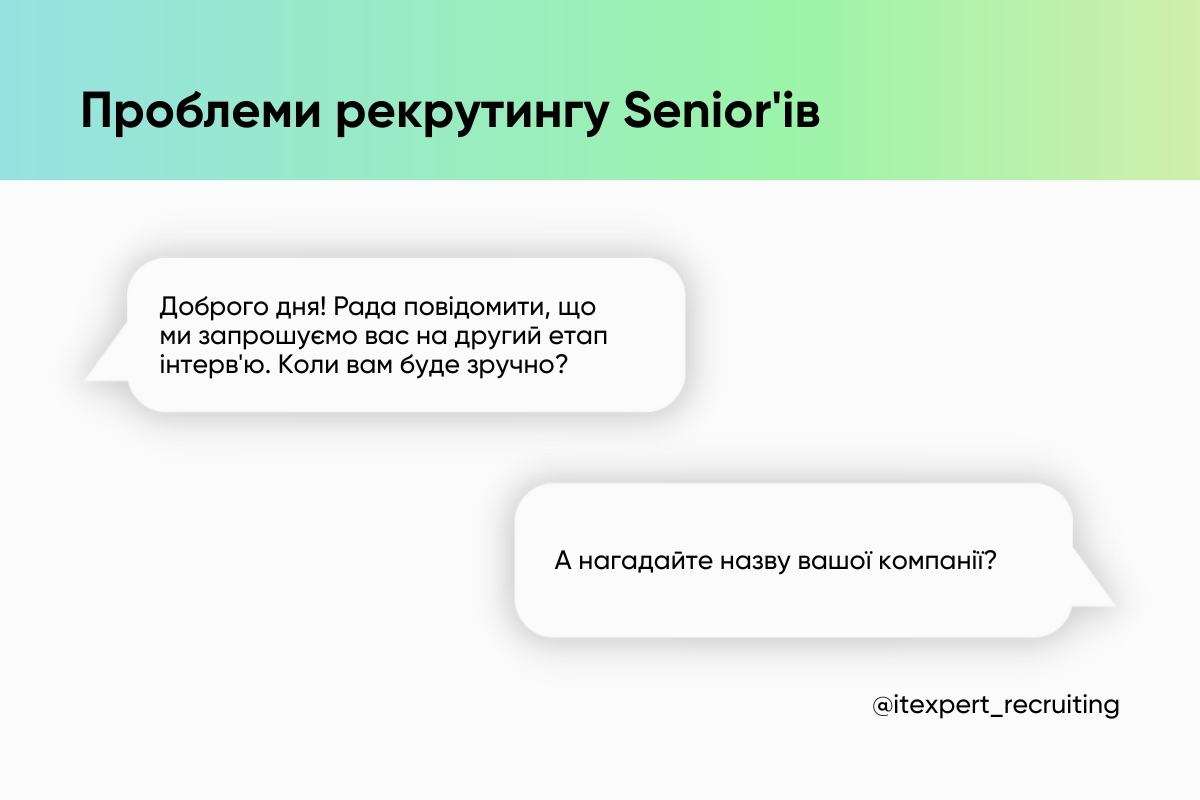 Проблеми рекрутингу Senior'ів
Доброго дня! Рада повідомити, що
ми запрошуємо вас на другий етап
інтерв'ю. Коли вам буде зручно?
А нагадайте назву вашої компанії?
@itexpert_recruiting